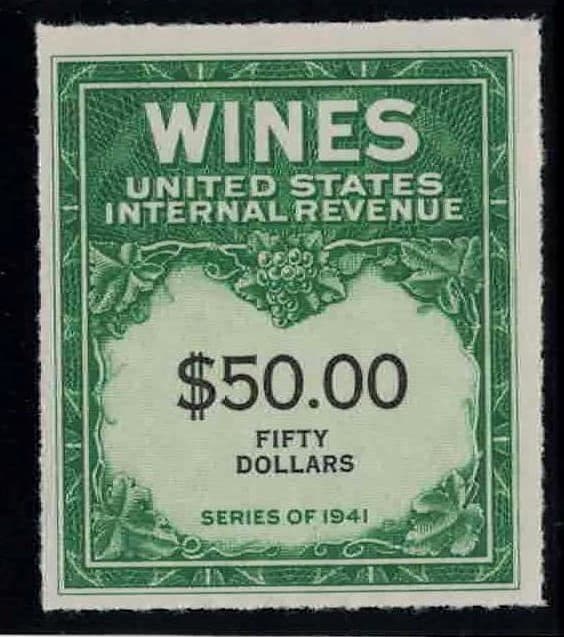 WINES
UNITED STATES
INTERNAL REVENUE
$50.00
FIFTY
DOLLARS
SERIES OF 1941